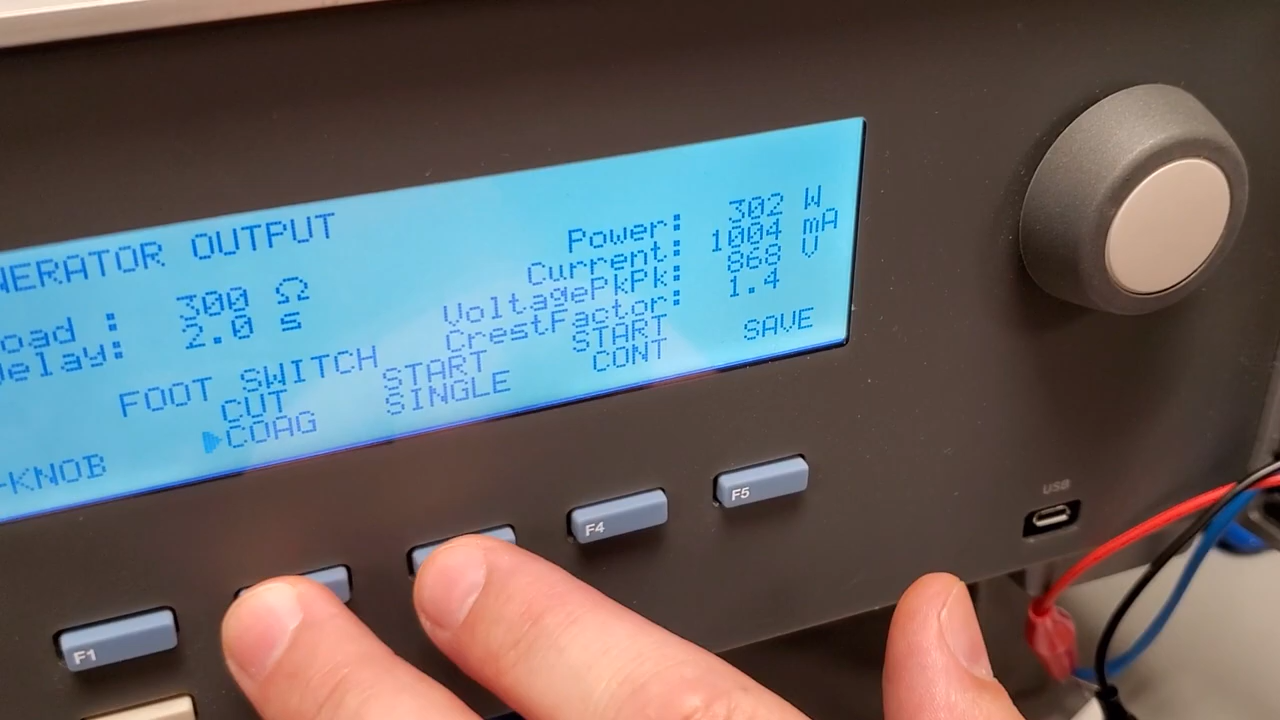 NERATOR OUTPUT
oad : 300 Ω
elay: 2.0 s
Power: 302 W
Current: 1004 mA
VoltagePkPk: 868 V
CrestFactor: 1.4
FOOT SWITCH
CUT
▶COAG
START
SINGLE
START
CONT
SAVE
-KNOB
F1
F4
F5
USB